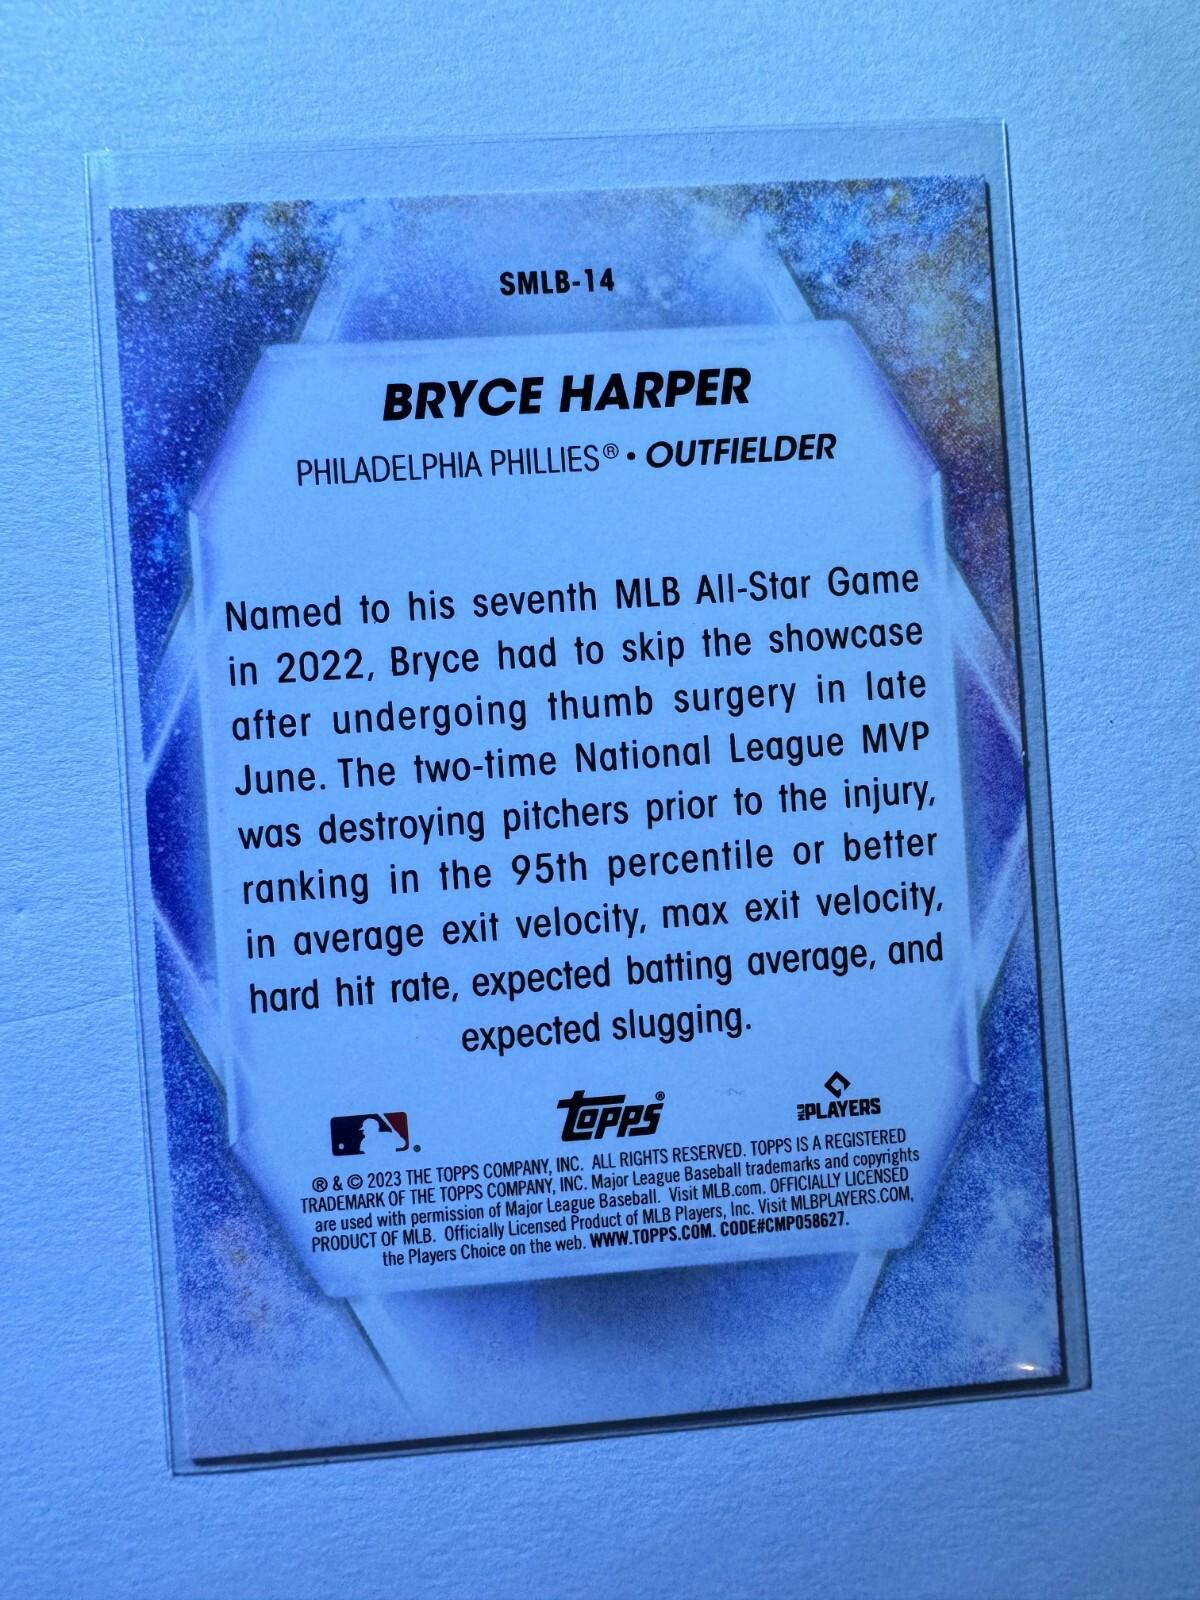 SMLB-14
BRYCE HARPER
PHILADELPHIA PHILLIES® • OUTFIELDER
Named to his seventh MLB All-Star Game
in 2022, Bryce had to skip the showcase
after undergoing thumb surgery in late
June. The two-time National League MVP
was destroying pitchers prior to the injury,
ranking in the 95th percentile or better
in average exit velocity, max exit velocity,
hard hit rate, expected batting average, and
expected slugging.
topps®
MLB PLAYERS
® & © 2023 THE TOPPS COMPANY, INC. ALL RIGHTS RESERVED. TOPPS IS A REGISTERED
TRADEMARK OF THE TOPPS COMPANY, INC. Major League Baseball trademarks and copyrights
are used with permission of Major League Baseball. Visit MLB.com. OFFICIALLY LICENSED
PRODUCT OF MLB. Officially Licensed Product of MLB Players, Inc. Visit MLBPLAYERS.COM,
the Players Choice on the web. WWW.TOPPS.COM. CODE#CMP058627.